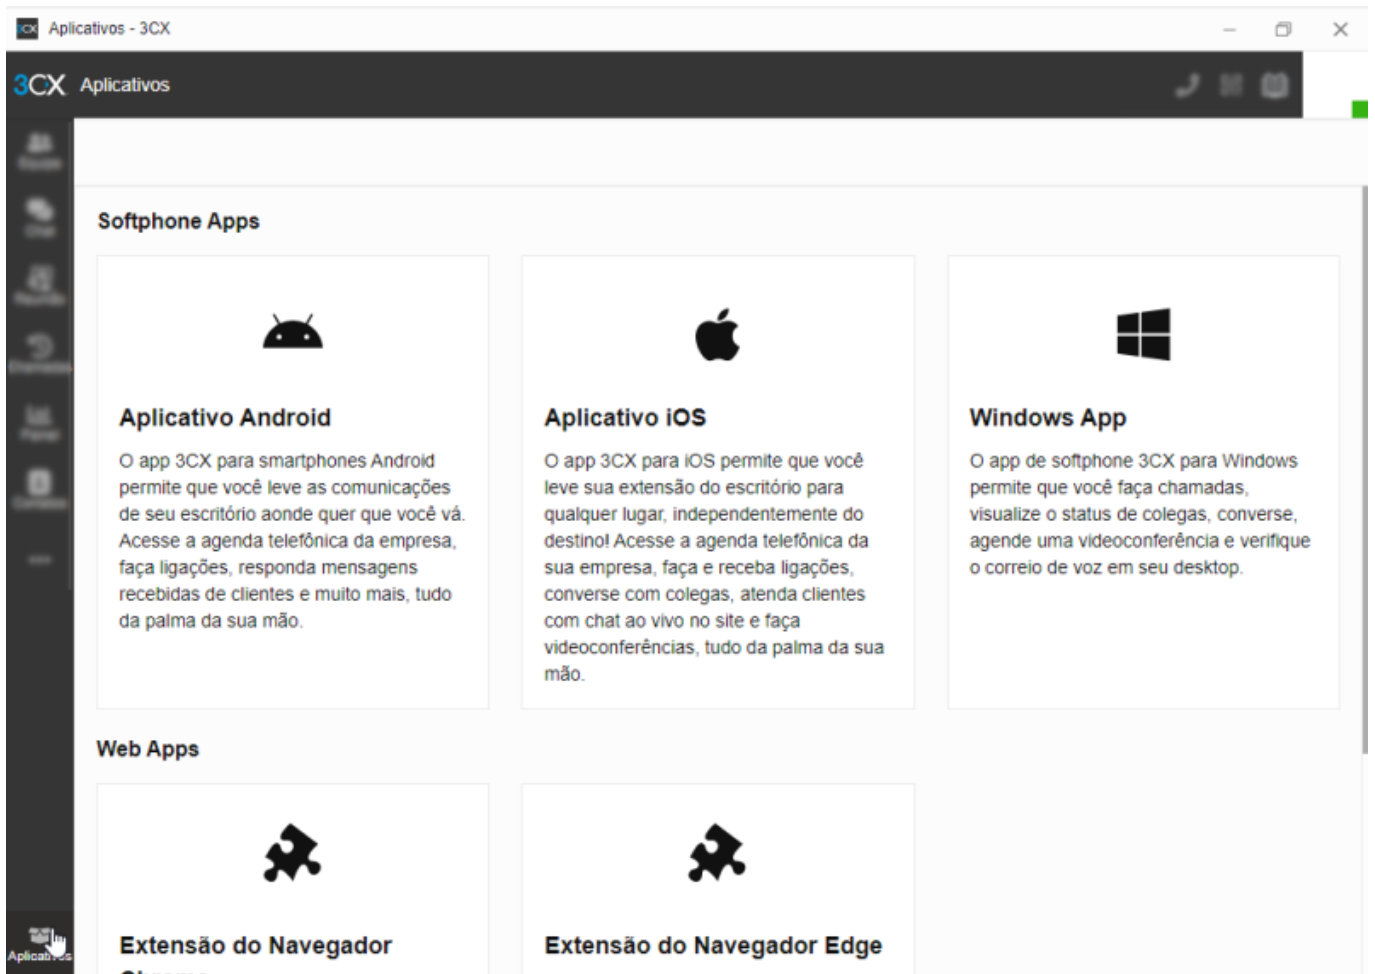 Aplicativos - 3CX
3CX Aplicativos
Chat
Reunião
Softphone Apps
Aplicativo Android
O app 3CX para smartphones Android
permite que você leve as comunicações
de seu escritório aonde quer que você vá.
Acesse a agenda telefônica da empresa,
faça ligações, responda mensagens
recebidas de clientes e muito mais, tudo
da palma da sua mão.
Aplicativo iOS
O app 3CX para iOS permite que você
leve sua extensão do escritório para
qualquer lugar, independentemente do
destino! Acesse a agenda telefônica da
sua empresa, faça e receba ligações,
converse com colegas, atenda clientes
com chat ao vivo no site e faça
videoconferências, tudo da palma da sua
mão.
Windows App
O app de softphone 3CX para Windows
permite que você faça chamadas,
visualize o status de colegas, converse,
agende uma videoconferência e verifique
o correio de voz em seu desktop.
Web Apps
Extensão do Navegador
Extensão do Navegador Edge
Aplicativos